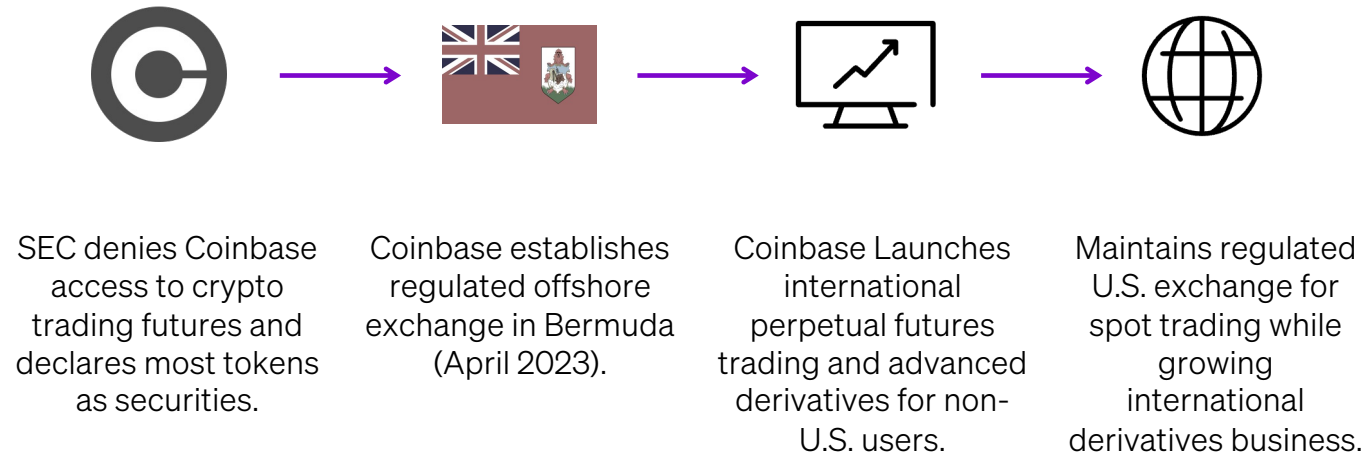 SEC denies Coinbase
access to crypto
trading futures and
declares most tokens
as securities.
Coinbase establishes
regulated offshore
exchange in Bermuda
(April 2023).
Coinbase Launches
international
perpetual futures
trading and advanced
derivatives for non-
U.S. users.
Maintains regulated
U.S. exchange for
spot trading while
growing
international
derivatives business.